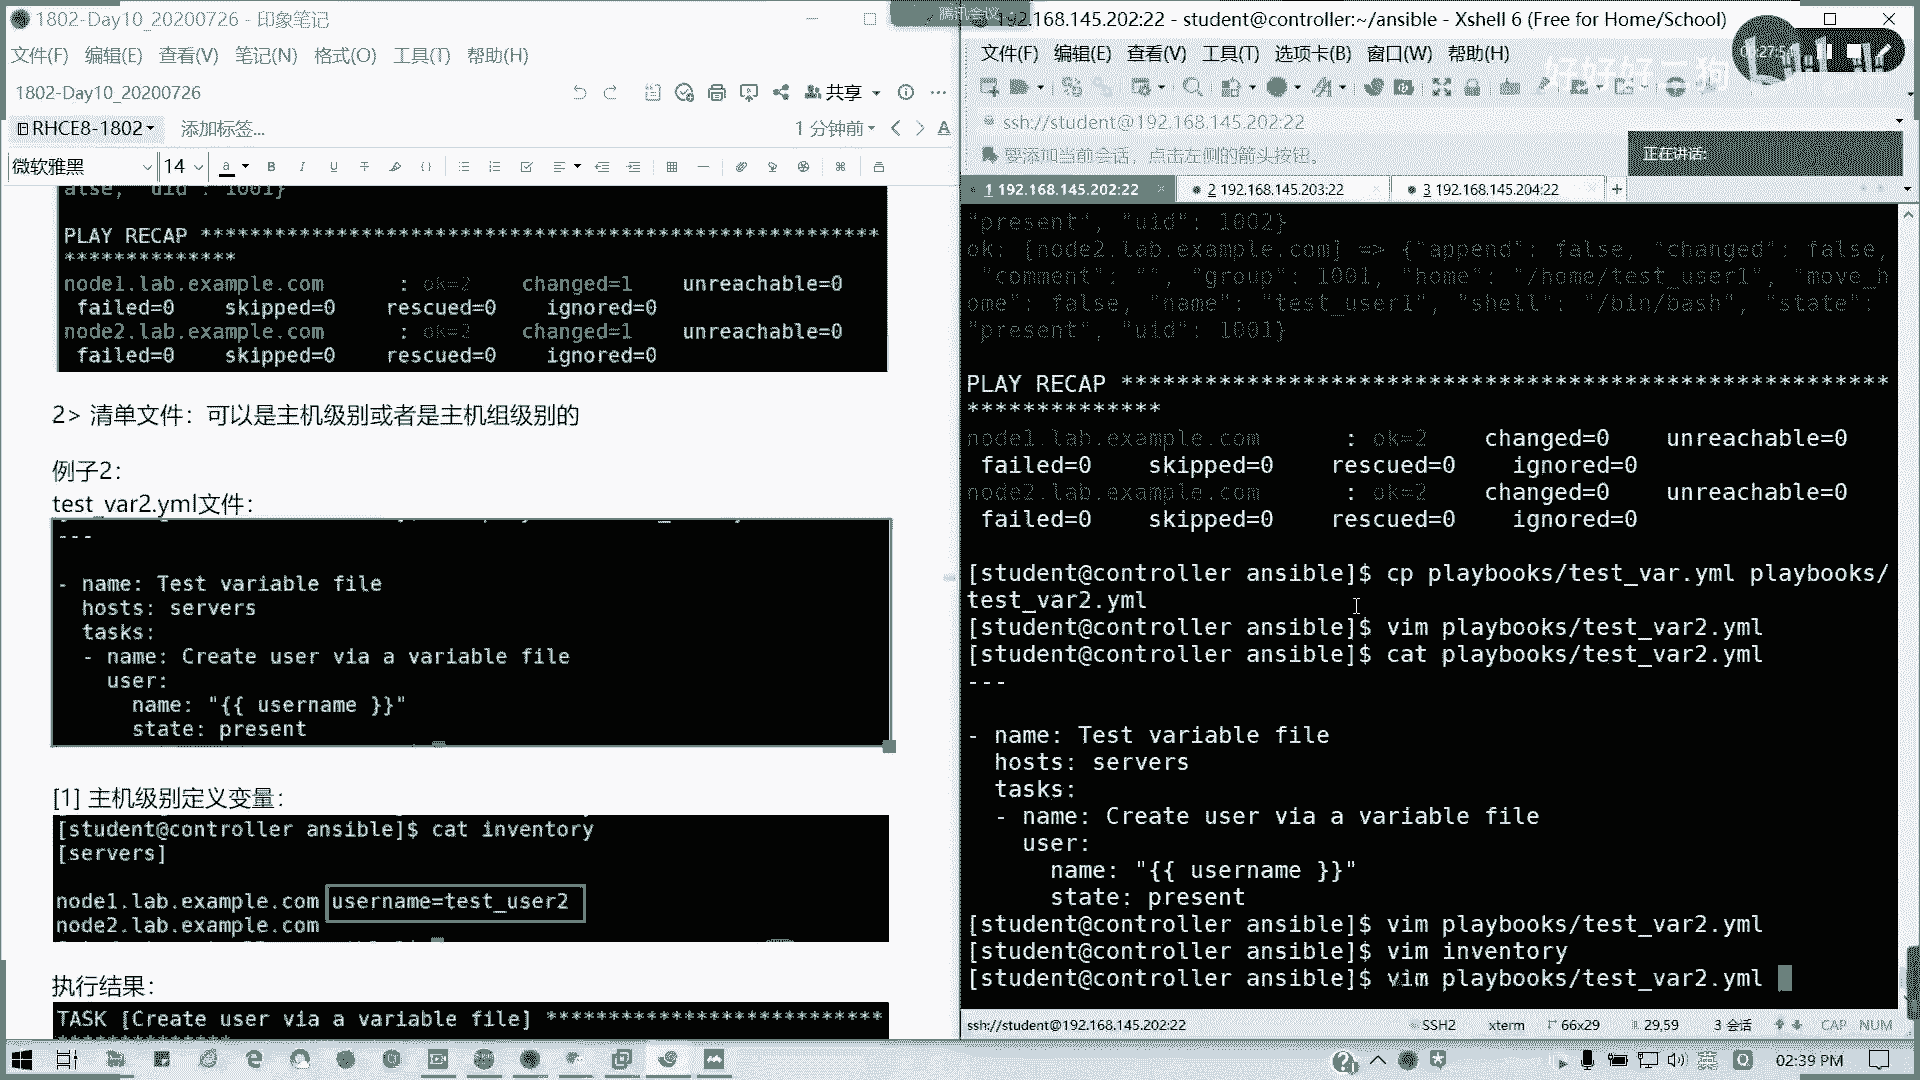 1802-Day10_20200726 - 印象笔记
文件(F) 编辑(E) 查看(V) 笔记(N) 格式(O) 工具(T) 帮助(H)
1802-Day10_20200726
共享
RHCE8-1802
添加标签...
1 分钟前
微软雅黑 14
alse, "uid": 1001}
PLAY RECAP *******************************************************
**************
node1.lab.example.com : ok=2 changed=1 unreachable=0
failed=0 skipped=0 rescued=0 ignored=0
node2.lab.example.com : ok=2 changed=1 unreachable=0
failed=0 skipped=0 rescued=0 ignored=0
2> 清单文件：可以是主机级别或者是主机组级别的
例子2：
test_var2.yml文件：
---
- name: Test variable file
hosts: servers
tasks:
- name: Create user via a variable file
user:
name: "{{ username }}"
state: present
[1] 主机级别定义变量：
[student@controller ansible]$ cat inventory
[servers]
node1.lab.example.com username=test_user2
node2.lab.example.com
执行结果：
TASK [Create user via a variable file] ***************************
腾讯会议
192.168.145.202:22 - student@controller:~/ansible - Xshell 6 (Free for Home/School)
文件(F) 编辑(E) 查看(V) 工具(T) 选项卡(B) 窗口(W) 帮助(H)
好好好二狗
ssh://student@192.168.145.202:22
要添加当前会话，点击左侧的箭头按钮。
正在讲话:
1 192.168.145.202:22
2 192.168.145.203:22
3 192.168.145.204:22
"present", "uid": 1002}
ok: [node2.lab.example.com] => {"append": false, "changed": false,
"comment": "", "group": 1001, "home": "/home/test_user1", "move_h
ome": false, "name": "test_user1", "shell": "/bin/bash", "state":
"present", "uid": 1001}
PLAY RECAP *******************************************************
**************
node1.lab.example.com : ok=2 changed=0 unreachable=0
failed=0 skipped=0 rescued=0 ignored=0
node2.lab.example.com : ok=2 changed=0 unreachable=0
failed=0 skipped=0 rescued=0 ignored=0
[student@controller ansible]$ cp playbooks/test_var.yml playbooks/
test_var2.yml
[student@controller ansible]$ vim playbooks/test_var2.yml
[student@controller ansible]$ cat playbooks/test_var2.yml
---
- name: Test variable file
hosts: servers
tasks:
- name: Create user via a variable file
user:
name: "{{ username }}"
state: present
[student@controller ansible]$ vim playbooks/test_var2.yml
[student@controller ansible]$ vim inventory
[student@controller ansible]$ vim playbooks/test_var2.yml
ssh://student@192.168.145.202:22
SSH2 xterm 66x29 29,59 3 会话 CAP NUM
英
02:39 PM